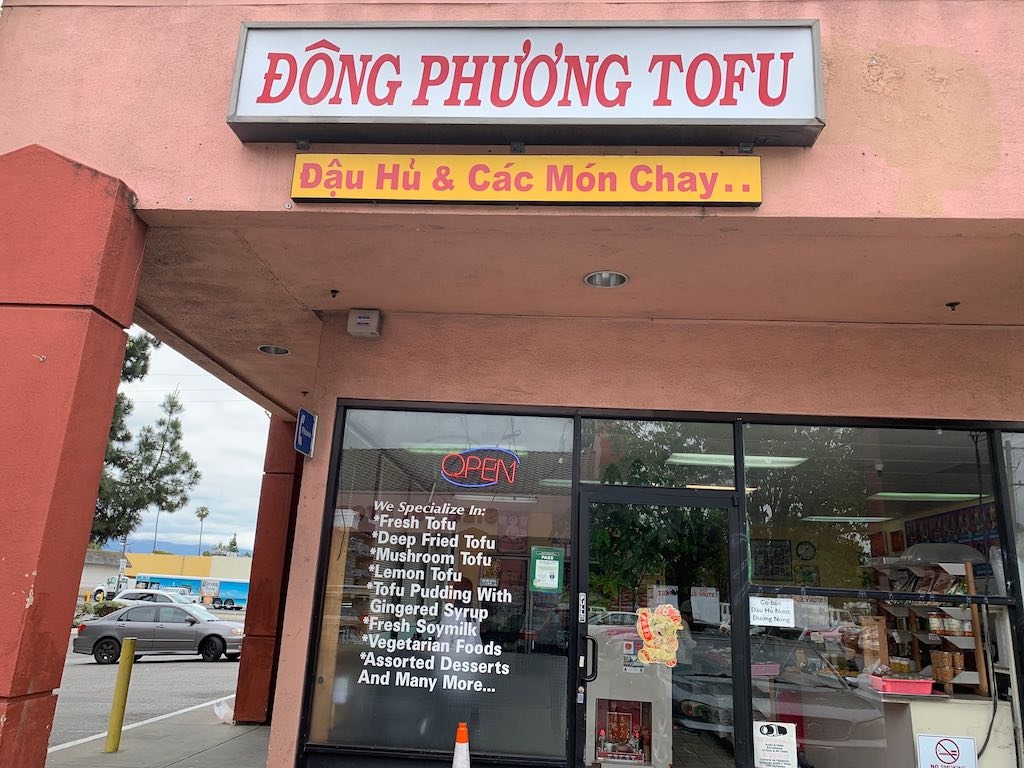 ĐÔNG PHƯƠNG TOFU
Đậu Hủ & Các Món Chay..
OPEN
We Specialize In:
*Fresh Tofu
*Deep Fried Tofu
*Mushroom Tofu
*Lemon Tofu
*Tofu Pudding With
Gingered Syrup
*Fresh Soymilk
*Vegetarian Foods
*Assorted Desserts
And Many More...
PASS
Có bán
Đậu Hủ Nước
Đường Nóng
Phone
NO SMOKING